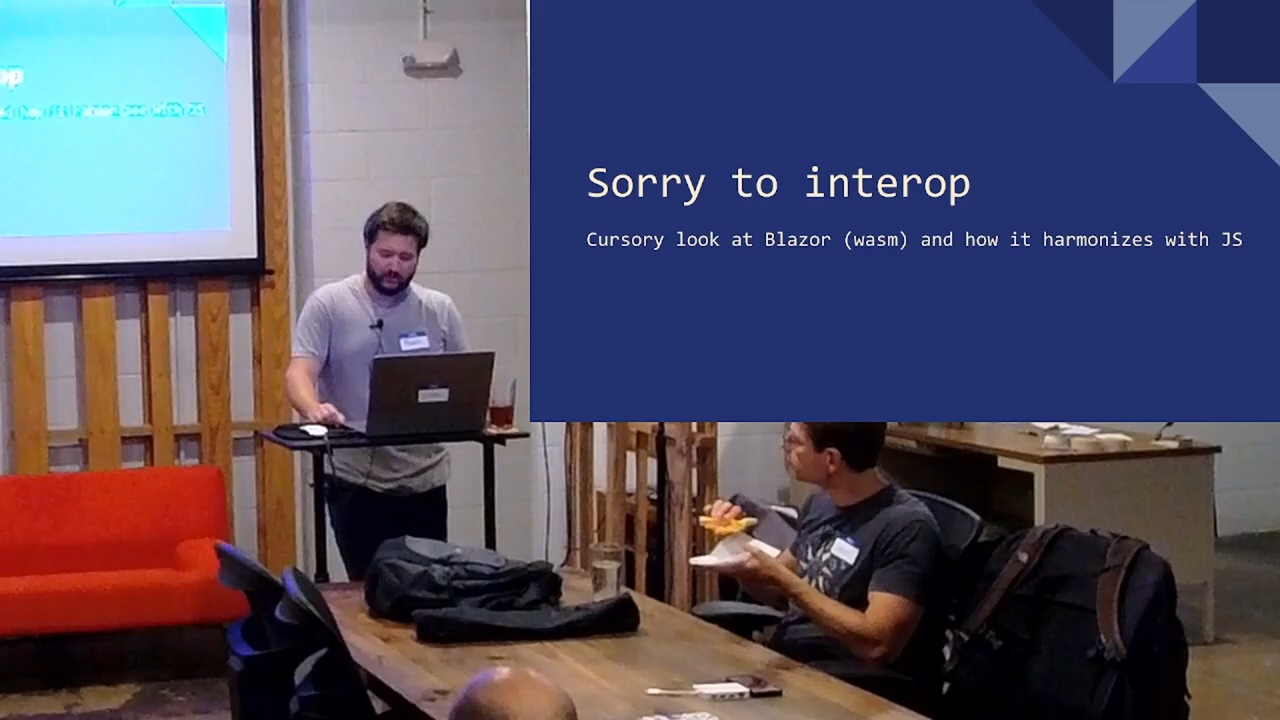 Sorry to interop
Cursory look at Blazor (wasm) and how it harmonizes with JS